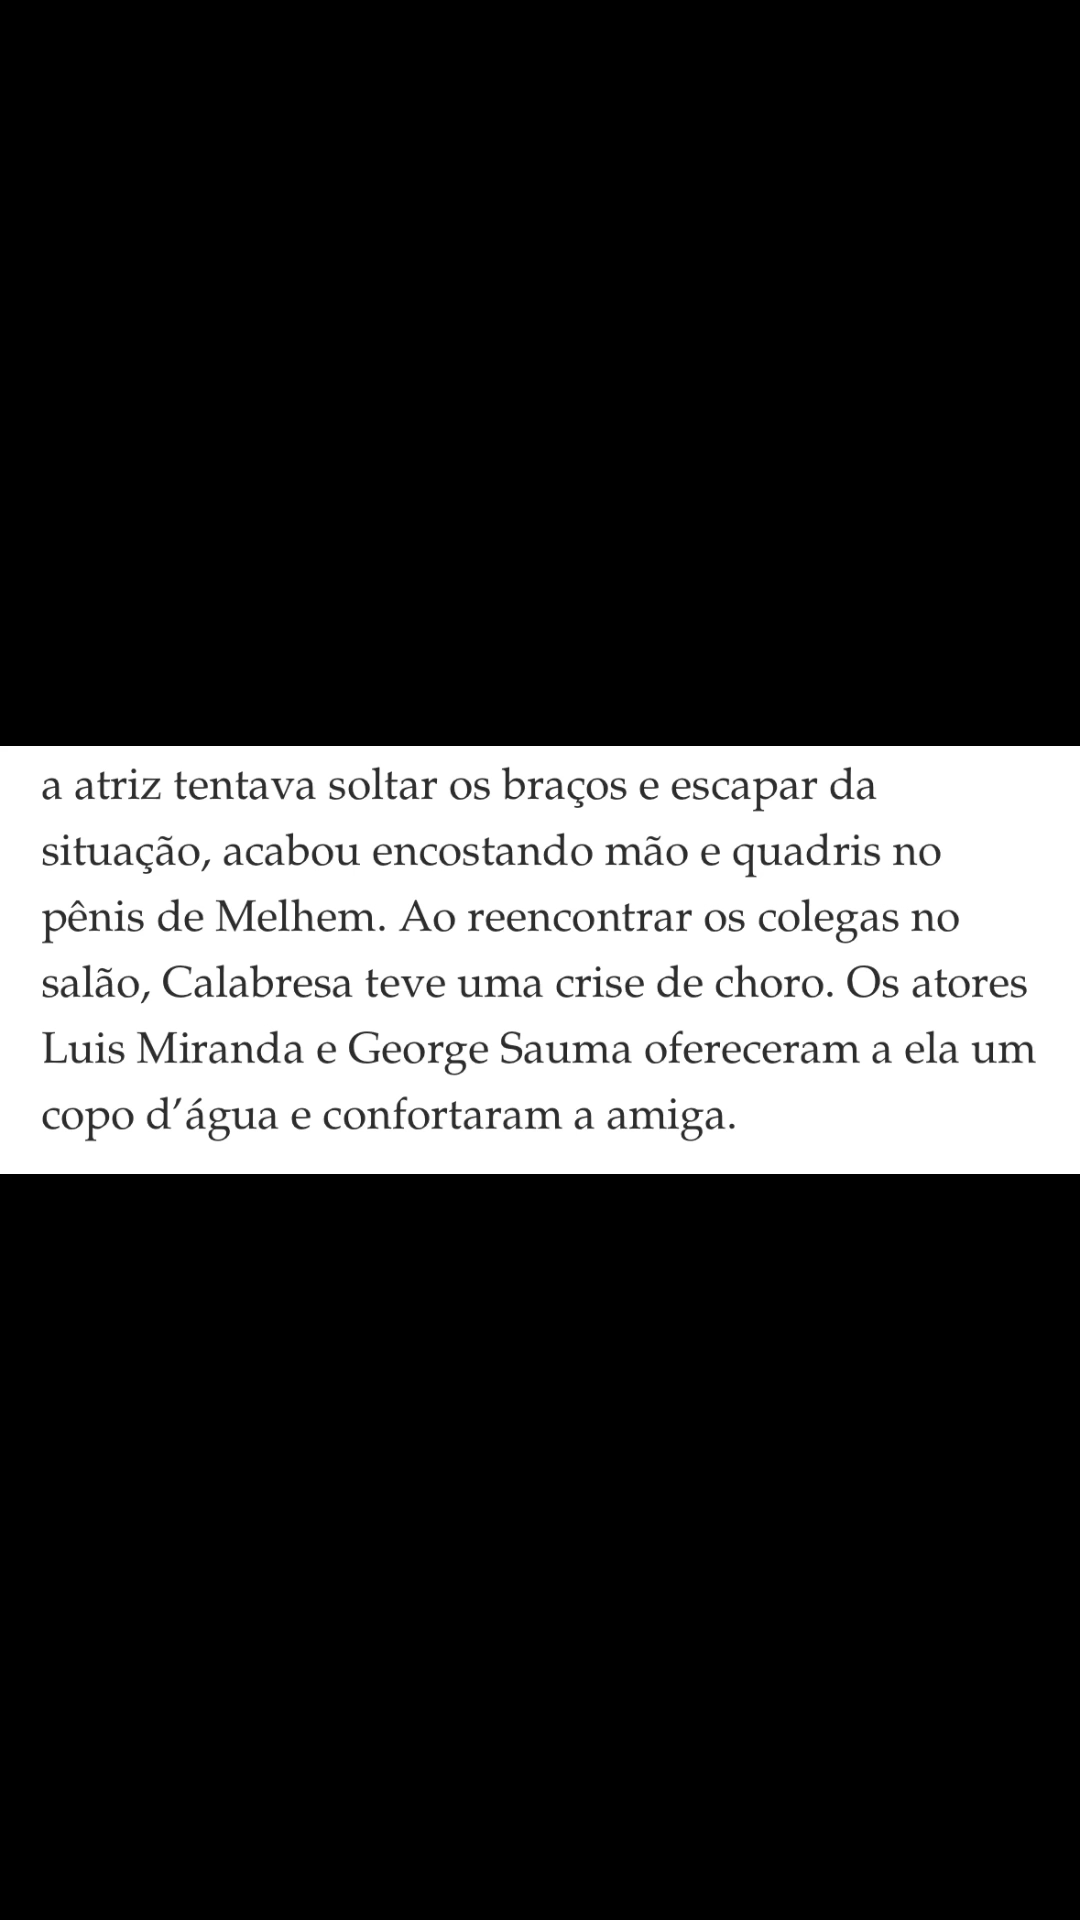 a atriz tentava soltar os braços e escapar da
situação, acabou encostando mão e quadris no
pênis de Melhem. Ao reencontrar os colegas no
salão, Calabresa teve uma crise de choro. Os atores
Luis Miranda e George Sauma ofereceram a ela um
copo d’água e confortaram a amiga.